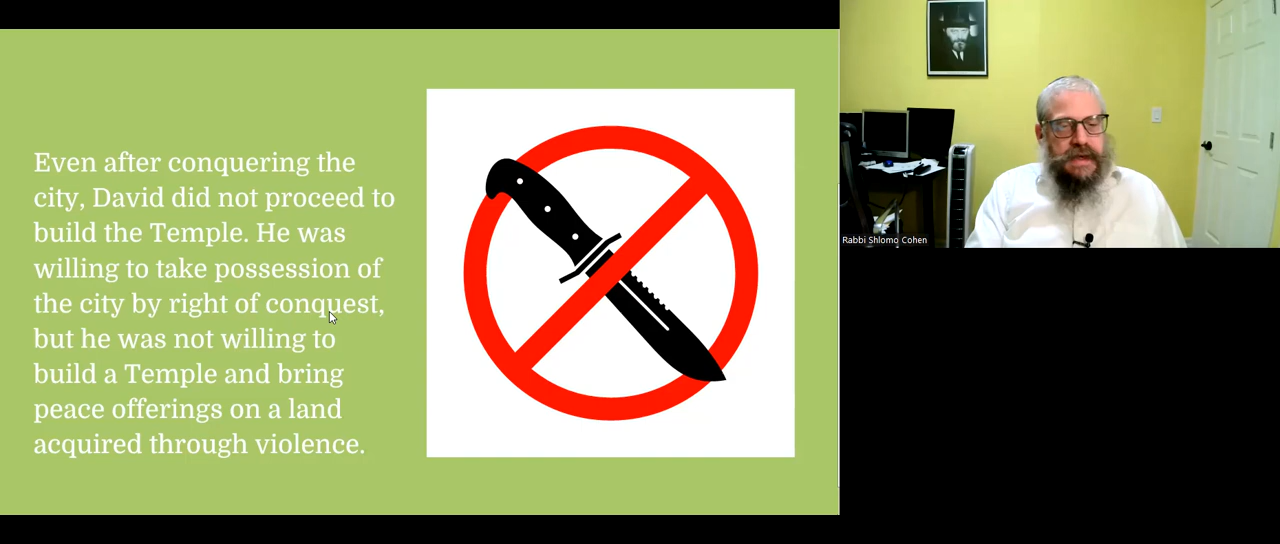 Even after conquering the
city, David did not proceed to
build the Temple. He was
willing to take possession of
the city by right of conquest,
but he was not willing to
build a Temple and bring
peace offerings on a land
acquired through violence.
Rabbi Shlomo Cohen